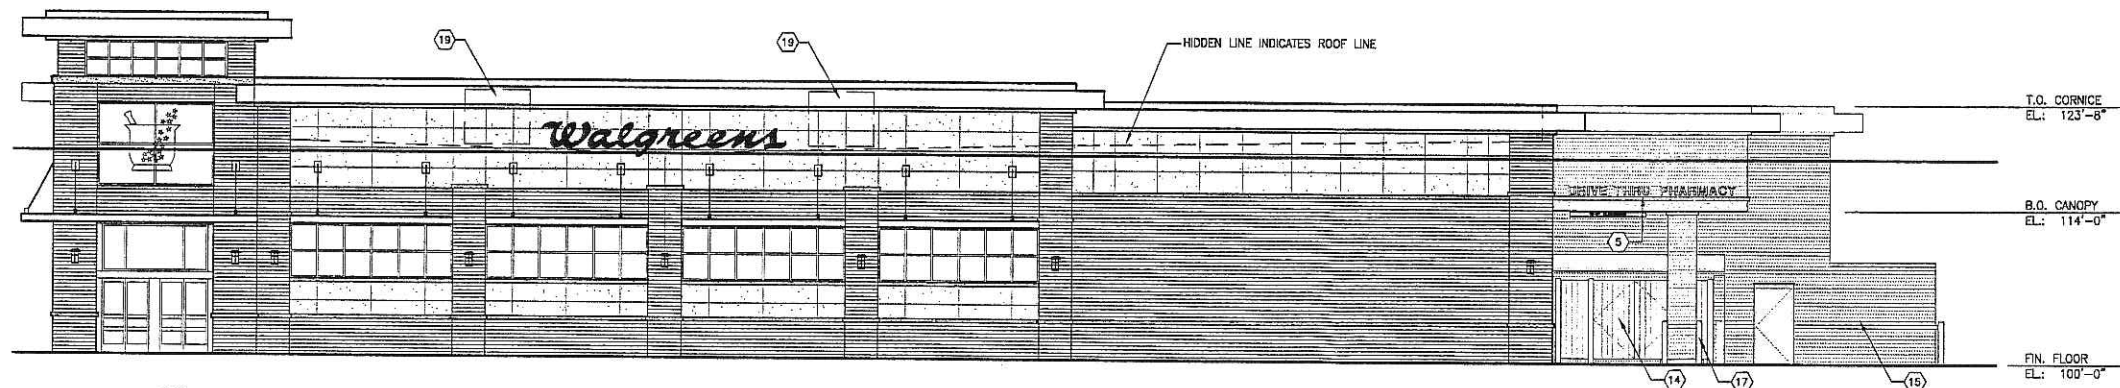 19
19
HIDDEN LINE INDICATES ROOF LINE
T.O. CORNICE
EL.: 123'-8"
Walgreens
DRIVE THRU PHARMACY
B.O. CANOPY
EL.: 114'-0"
5
FIN. FLOOR
EL.: 100'-0"
14
17
15